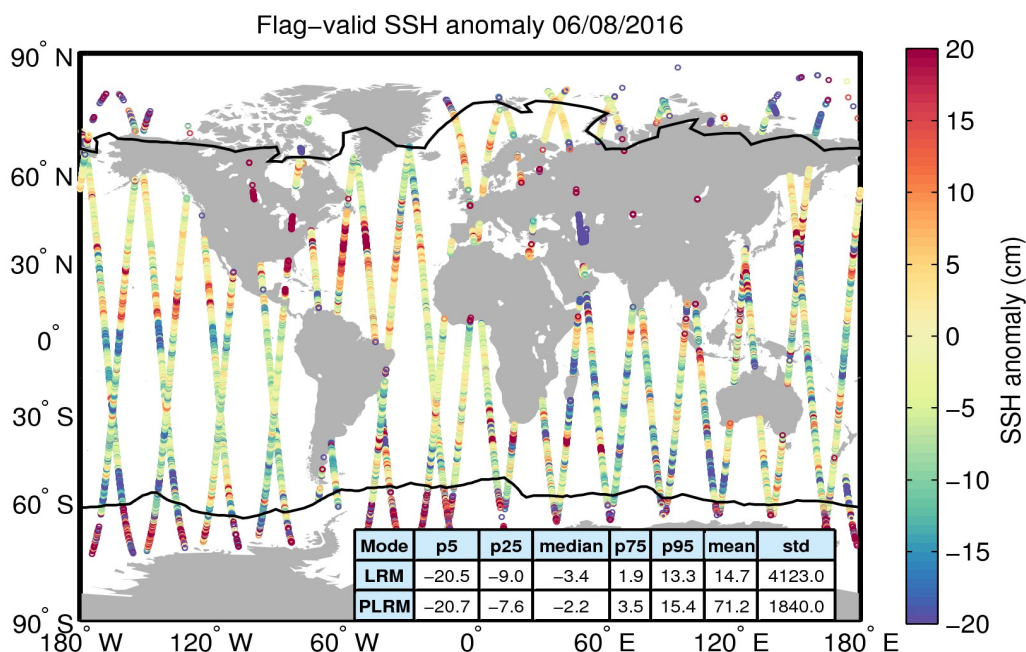 Flag−valid SSH anomaly 06/08/2016
90° N
60° N
30° N
0°
30° S
60° S
90° S
180° W
120° W
60° W
0°
60° E
120° E
180° E
Mode p5 p25 median p75 p95 mean std
LRM −20.5 −9.0 −3.4 1.9 13.3 14.7 4123.0
PLRM −20.7 −7.6 −2.2 3.5 15.4 71.2 1840.0
20
15
10
5
0
−5
−10
−15
−20
SSH anomaly (cm)